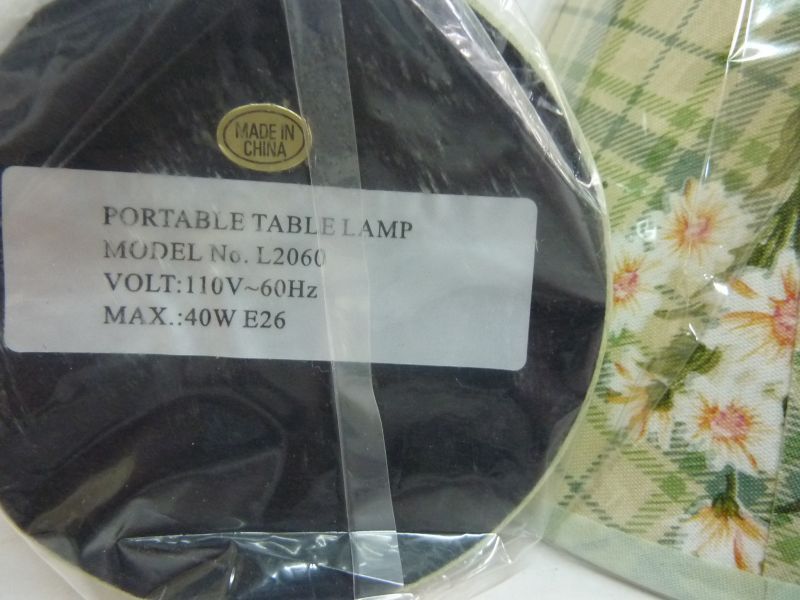 MADE IN
CHINA
PORTABLE TABLE LAMP
MODEL No. L2060
VOLT:110V~60Hz
MAX.:40W E26